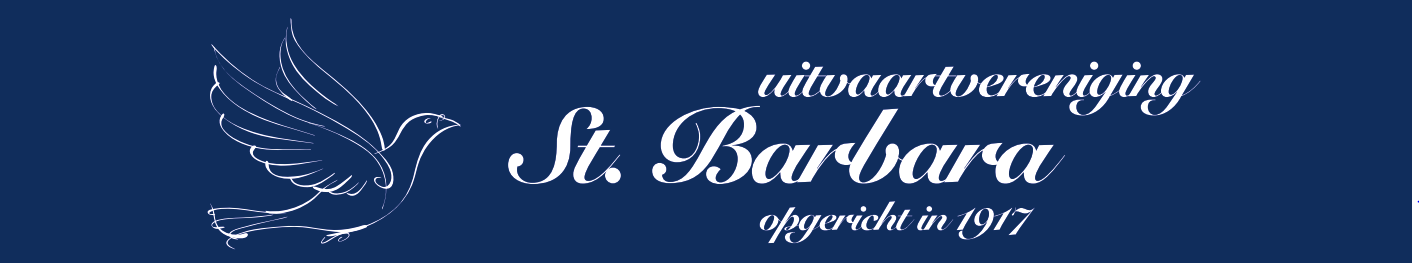 uitvaartvereniging
St. Barbara
opgericht in 1917